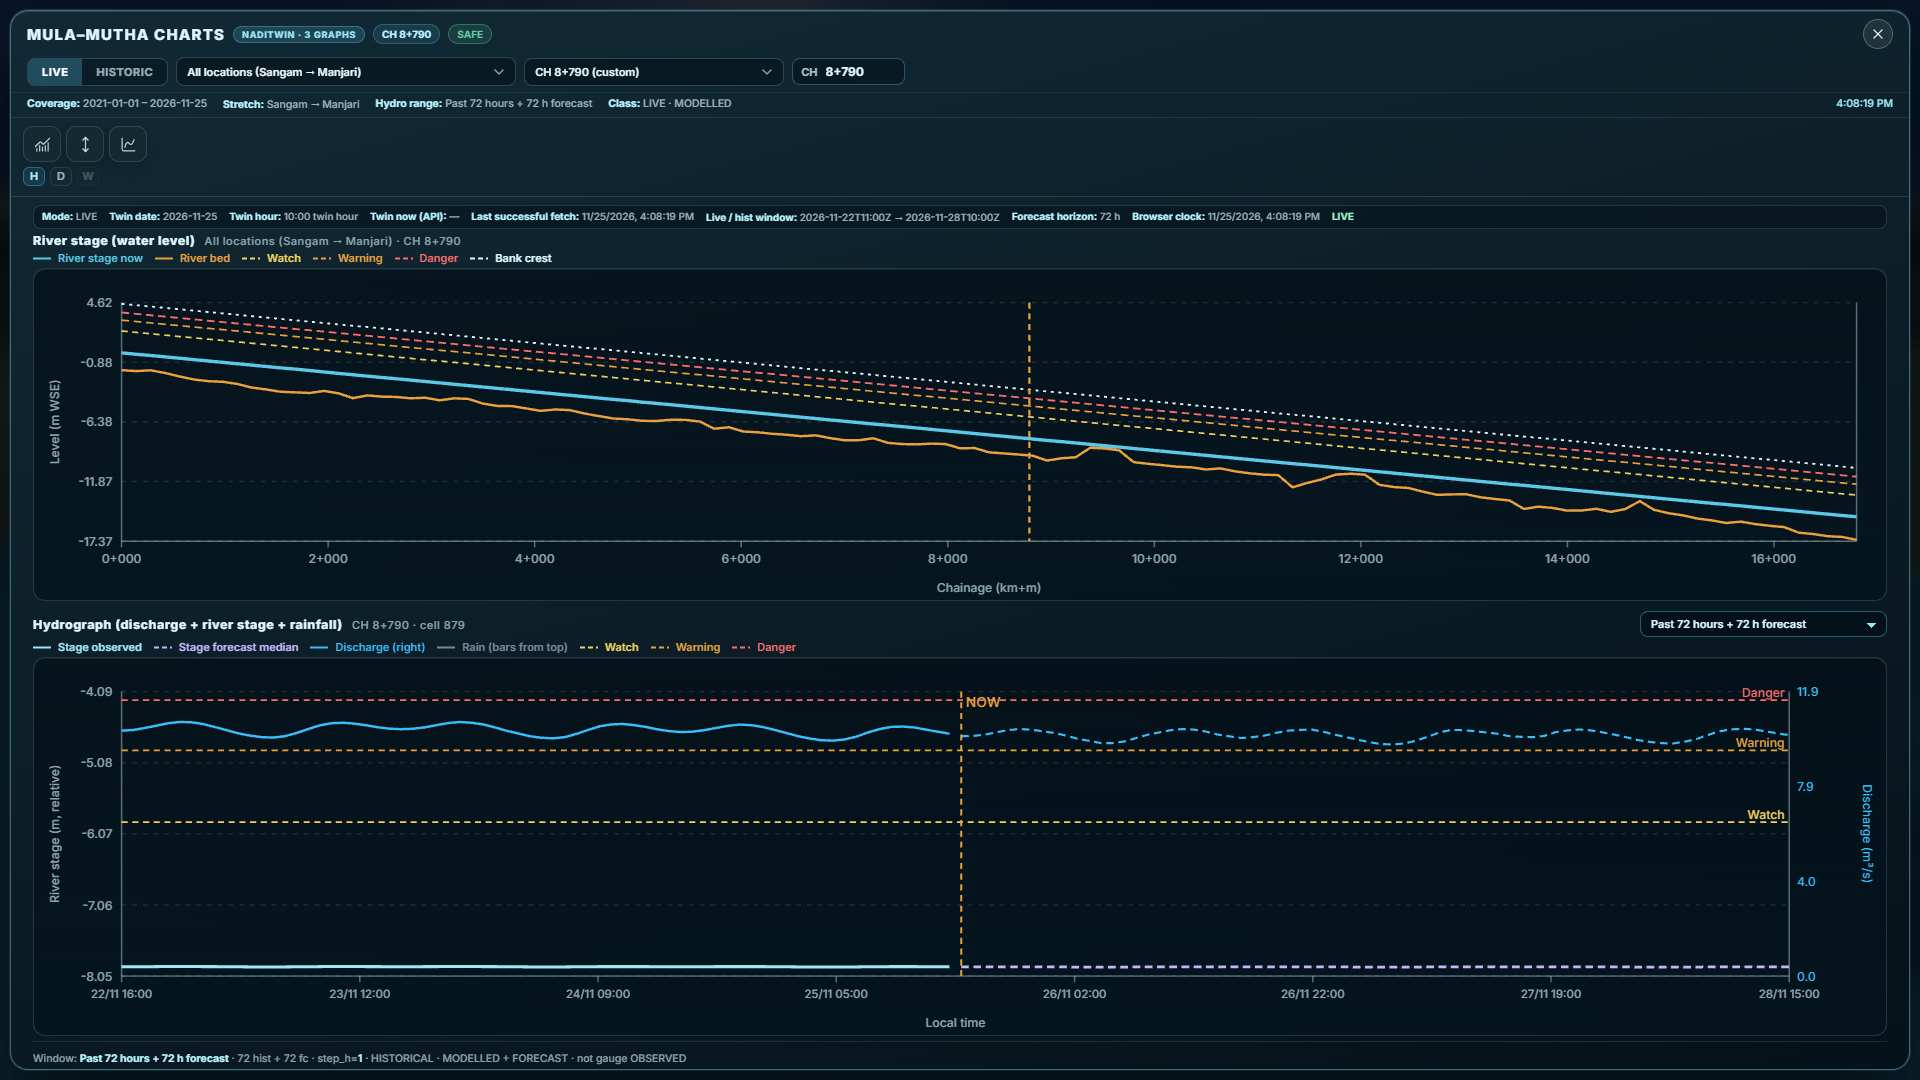 MULA–MUTHA CHARTS NADITWIN · 3 GRAPHS CH 8+790 SAFE
LIVE HISTORIC All locations (Sangam → Manjari) CH 8+790 (custom) CH 8+790
Coverage: 2021-01-01 – 2026-11-25 Stretch: Sangam → Manjari Hydro range: Past 72 hours + 72 h forecast Class: LIVE · MODELLED 4:08:19 PM
H D W
Mode: LIVE Twin date: 2026-11-25 Twin hour: 10:00 twin hour Twin now (API): — Last successful fetch: 11/25/2026, 4:08:19 PM Live / hist window: 2026-11-22T11:00Z → 2026-11-28T10:00Z Forecast horizon: 72 h Browser clock: 11/25/2026, 4:08:19 PM LIVE
River stage (water level) All locations (Sangam → Manjari) · CH 8+790
River stage now River bed Watch Warning Danger Bank crest
4.62
-0.88
-6.38
-11.87
-17.37
Level (m WSE)
0+000 2+000 4+000 6+000 8+000 10+000 12+000 14+000 16+000
Chainage (km+m)
Hydrograph (discharge + river stage + rainfall) CH 8+790 · cell 879
Past 72 hours + 72 h forecast
Stage observed Stage forecast median Discharge (right) Rain (bars from top) Watch Warning Danger
-4.09
-5.08
-6.07
-7.06
-8.05
River stage (m, relative)
NOW
Danger
Warning
Watch
11.9
7.9
4.0
0.0
Discharge (m³/s)
22/11 16:00 23/11 12:00 24/11 09:00 25/11 05:00 26/11 02:00 26/11 22:00 27/11 19:00 28/11 15:00
Local time
Window: Past 72 hours + 72 h forecast · 72 hist + 72 fc · step_h=1 · HISTORICAL · MODELLED + FORECAST · not gauge OBSERVED